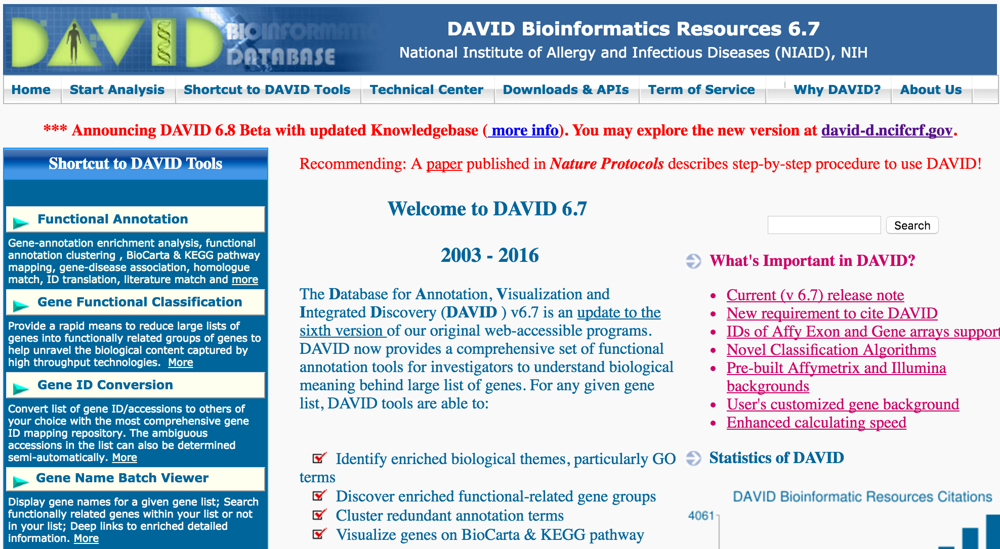 DAVID BIOINFORMATICS
DATABASE
DAVID Bioinformatics Resources 6.7
National Institute of Allergy and Infectious Diseases (NIAID), NIH
Home Start Analysis Shortcut to DAVID Tools Technical Center Downloads & APIs Term of Service Why DAVID? About Us
*** Announcing DAVID 6.8 Beta with updated Knowledgebase ( more info). You may explore the new version at david-d.ncifcrf.gov.
Shortcut to DAVID Tools
Functional Annotation
Gene-annotation enrichment analysis, functional
annotation clustering , BioCarta & KEGG pathway
mapping, gene-disease association, homologue
match, ID translation, literature match and more
Gene Functional Classification
Provide a rapid means to reduce large lists of
genes into functionally related groups of genes to
help unravel the biological content captured by
high throughput technologies. More
Gene ID Conversion
Convert list of gene ID/accessions to others of
your choice with the most comprehensive gene
ID mapping repository. The ambiguous
accessions in the list can also be determined
semi-automatically. More
Gene Name Batch Viewer
Display gene names for a given gene list; Search
functionally related genes within your list or not
in your list; Deep links to enriched detailed
information. More
Recommending: A paper published in Nature Protocols describes step-by-step procedure to use DAVID!
Welcome to DAVID 6.7
2003 - 2016
The Database for Annotation, Visualization and
Integrated Discovery (DAVID ) v6.7 is an update to the
sixth version of our original web-accessible programs.
DAVID now provides a comprehensive set of functional
annotation tools for investigators to understand biological
meaning behind large list of genes. For any given gene
list, DAVID tools are able to:
Identify enriched biological themes, particularly GO
terms
Discover enriched functional-related gene groups
Cluster redundant annotation terms
Visualize genes on BioCarta & KEGG pathway
Search
What's Important in DAVID?
Current (v 6.7) release note
New requirement to cite DAVID
IDs of Affy Exon and Gene arrays support
Novel Classification Algorithms
Pre-built Affymetrix and Illumina
backgrounds
User's customized gene background
Enhanced calculating speed
Statistics of DAVID
DAVID Bioinformatic Resources Citations
4061